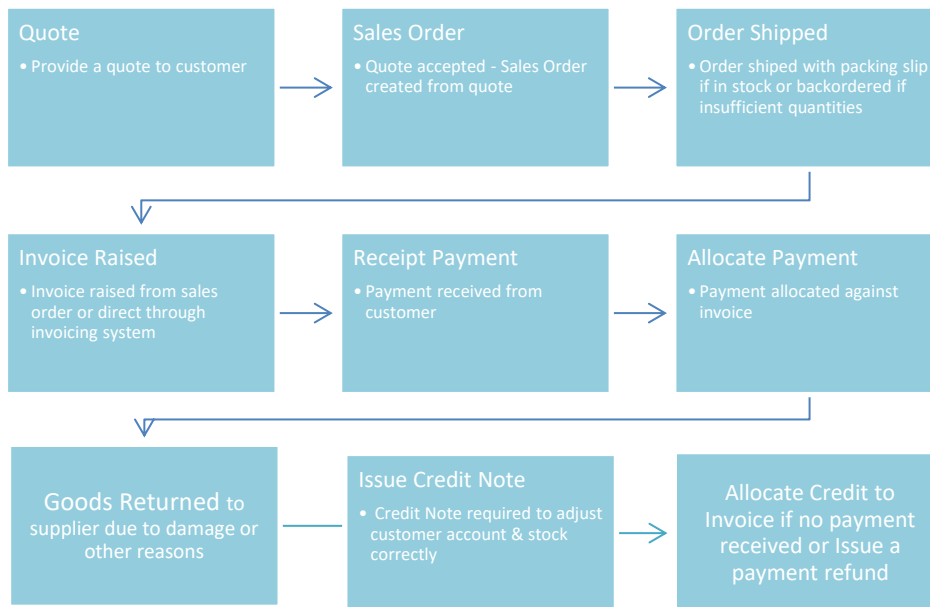 Quote
• Provide a quote to customer
Sales Order
• Quote accepted - Sales Order
created from quote
Order Shipped
• Order shiped with packing slip
if in stock or backordered if
insufficient quantities
Invoice Raised
• Invoice raised from sales
order or direct through
invoicing system
Receipt Payment
• Payment received from
customer
Allocate Payment
• Payment allocated against
invoice
Goods Returned to
supplier due to damage or
other reasons
Issue Credit Note
• Credit Note required to adjust
customer account & stock
correctly
Allocate Credit to
Invoice if no payment
received or Issue a
payment refund